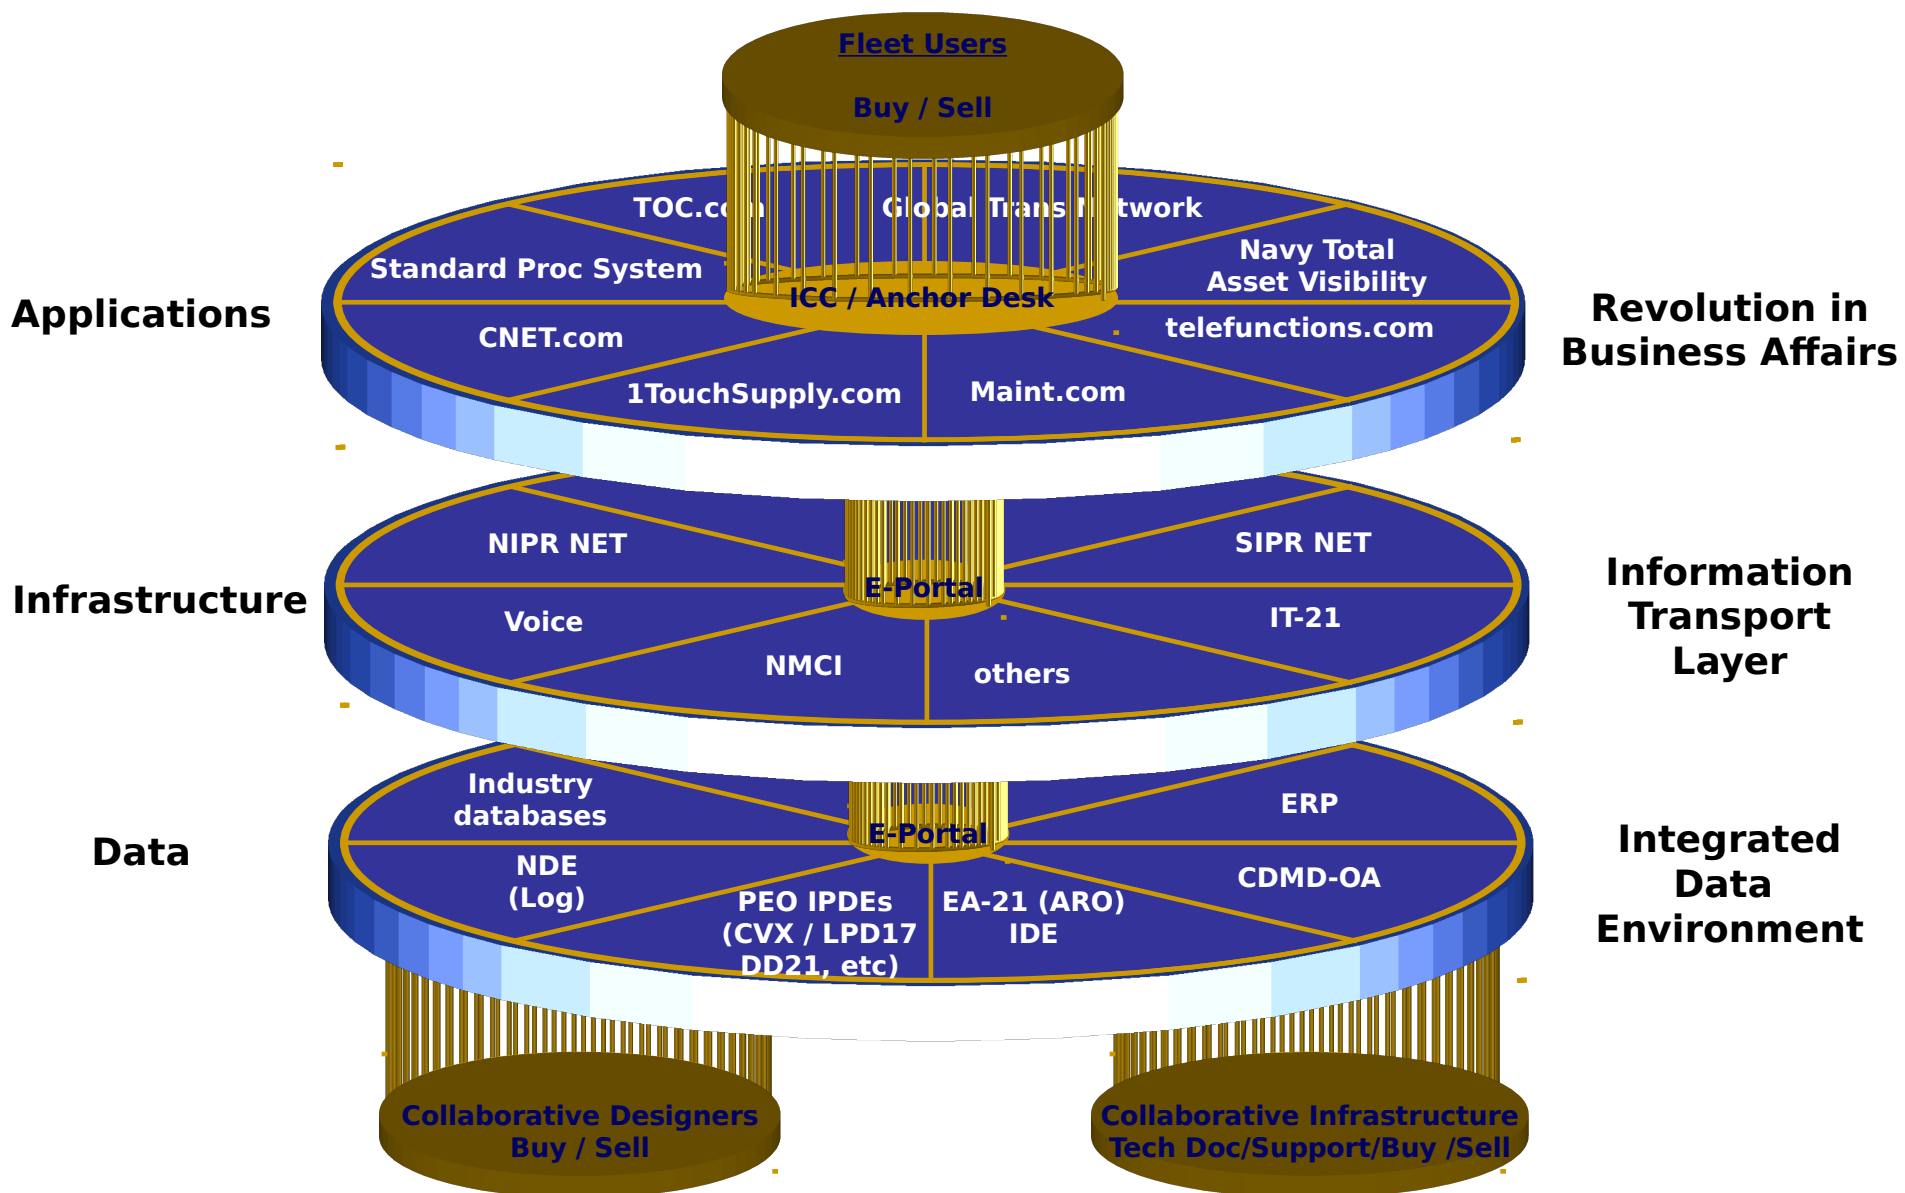 Fleet Users
Buy / Sell
TOC.com
Global Trans Network
Standard Proc System
Navy Total
Asset Visibility
ICC / Anchor Desk
CNET.com
telefunctions.com
1TouchSupply.com
Maint.com
Applications
Revolution in
Business Affairs
NIPR NET
SIPR NET
E-Portal
Voice
IT-21
NMCI
others
Infrastructure
Information
Transport
Layer
Industry
databases
ERP
E-Portal
NDE
(Log)
CDMD-OA
PEO IPDEs
(CVX / LPD17
DD21, etc)
EA-21 (ARO)
IDE
Data
Integrated
Data
Environment
Collaborative Designers
Buy / Sell
Collaborative Infrastructure
Tech Doc/Support/Buy /Sell